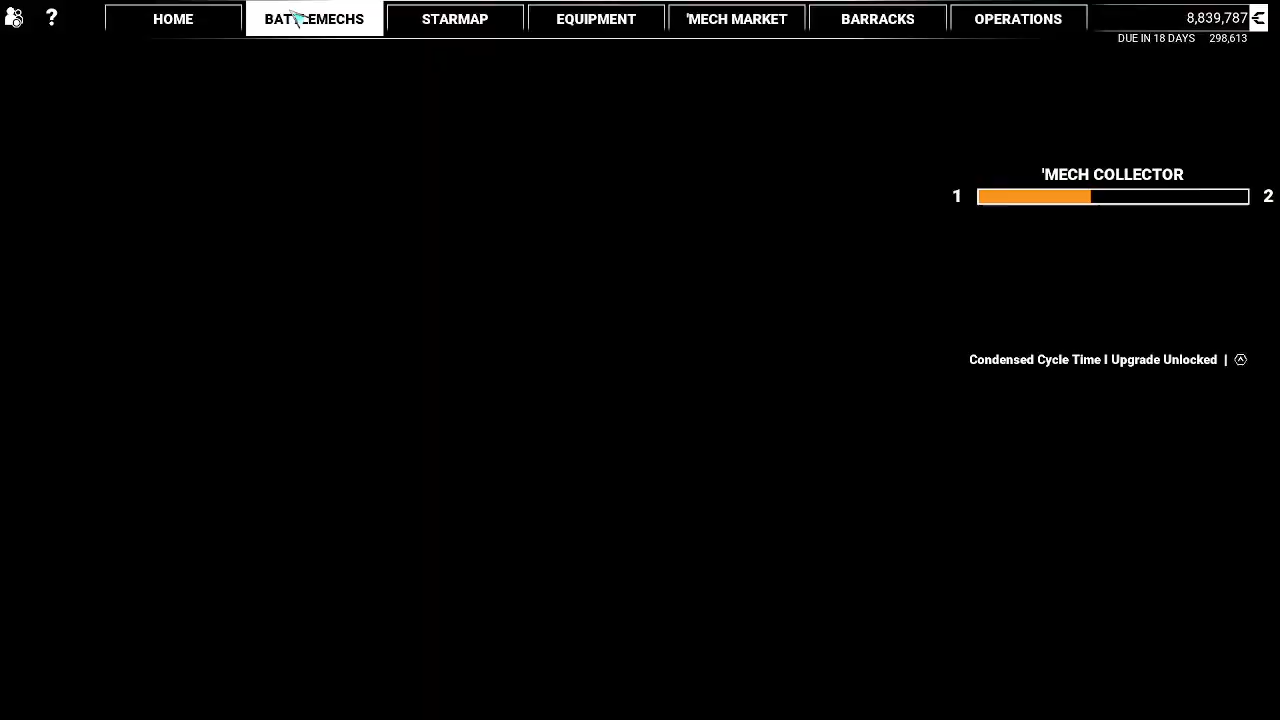 ? HOME BATTLEMECHS STARMAP EQUIPMENT 'MECH MARKET BARRACKS OPERATIONS 8,839,787
DUE IN 18 DAYS 298,613
'MECH COLLECTOR
1 2
Condensed Cycle Time I Upgrade Unlocked |